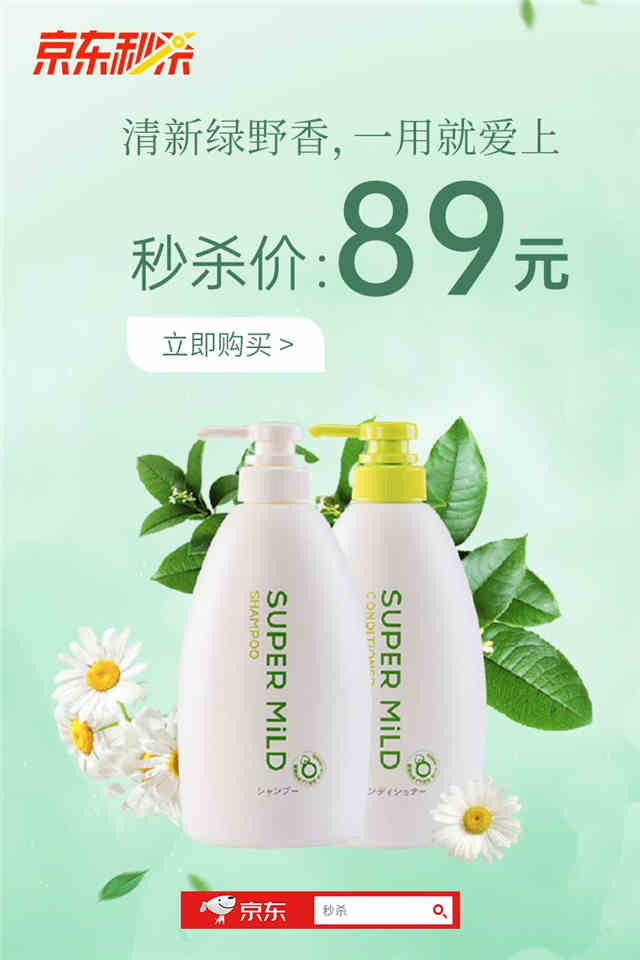 京东秒杀
清新绿野香, 一用就爱上
秒杀价:89元
立即购买 >
SUPER MiLD
SHAMPOO
シャンプー
SUPER MiLD
CONDITIONER
ンディショナー
京东
秒杀